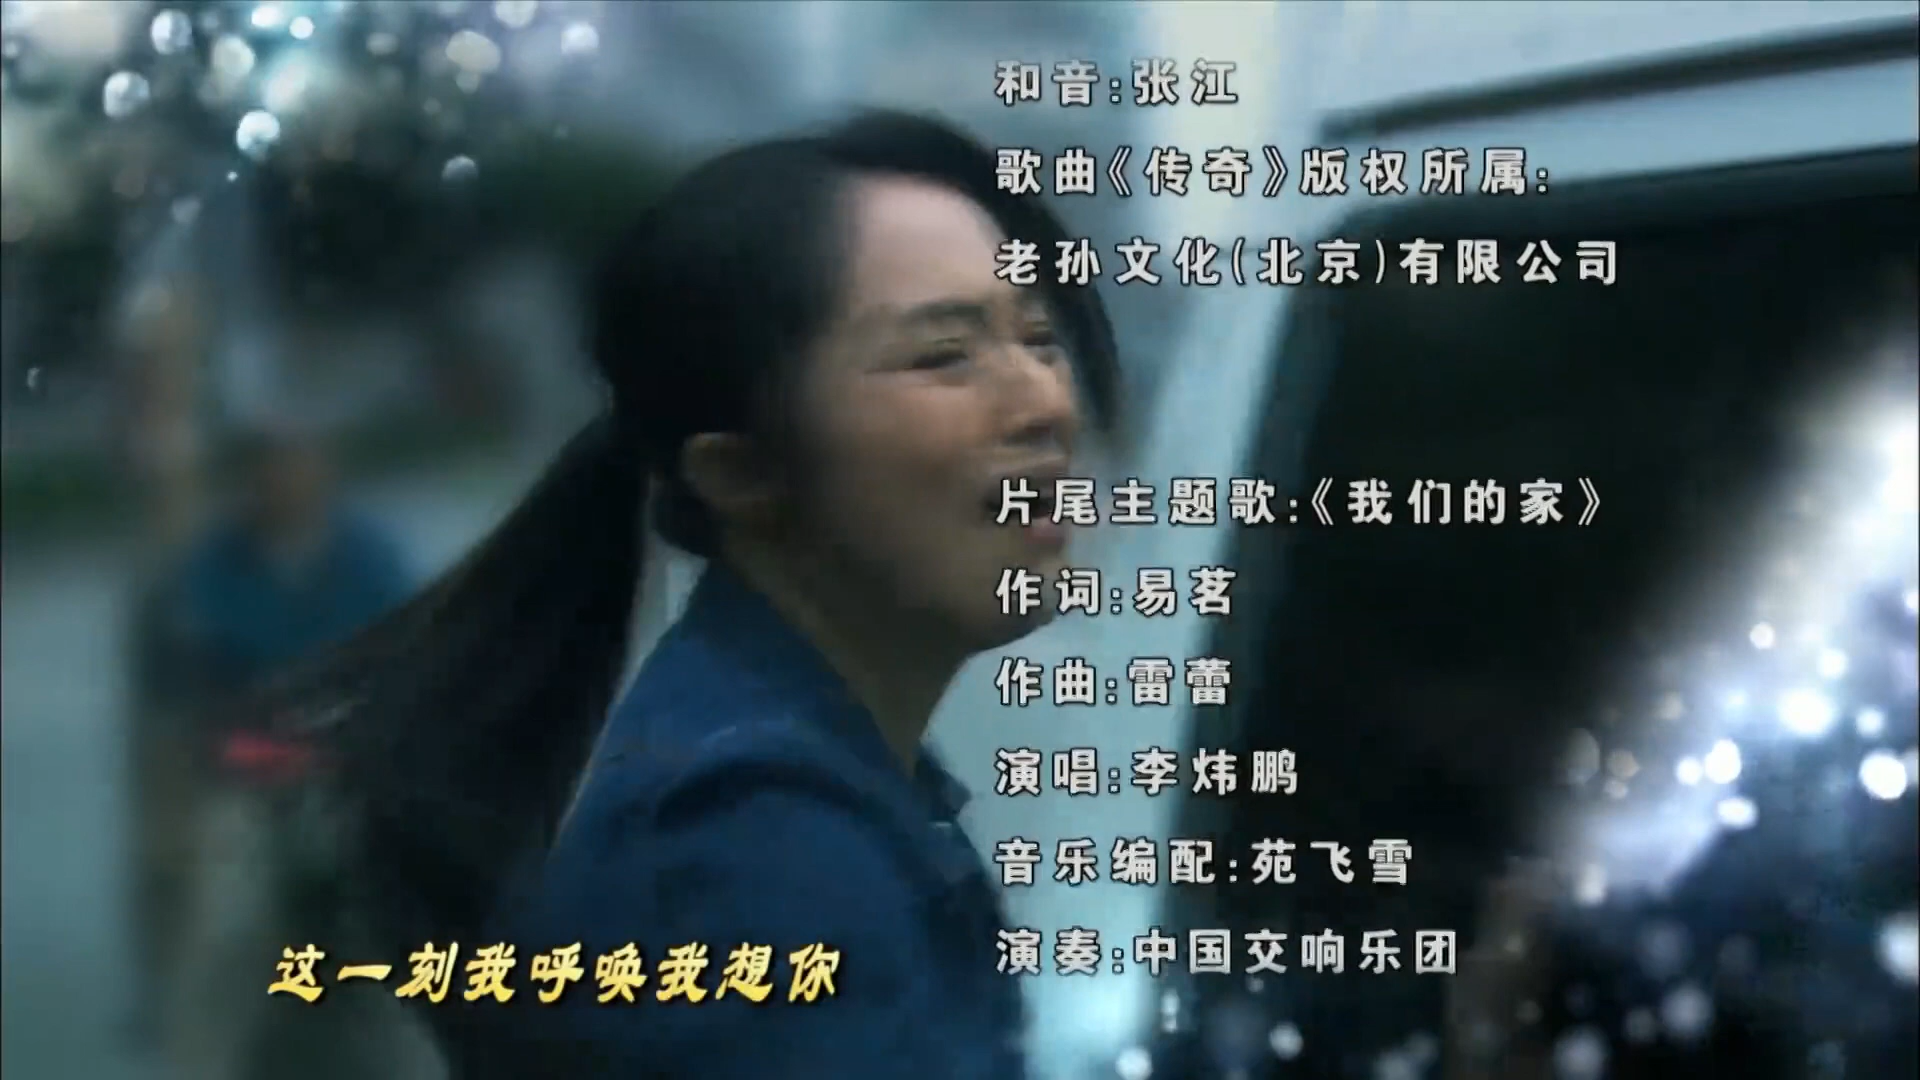 和音:张江
歌曲《传奇》版权所属:
老孙文化(北京)有限公司
片尾主题歌:《我们的家》
作词:易茗
作曲:雷蕾
演唱:李炜鹏
音乐编配:苑飞雪
演奏:中国交响乐团
这一刻我呼唤我想你